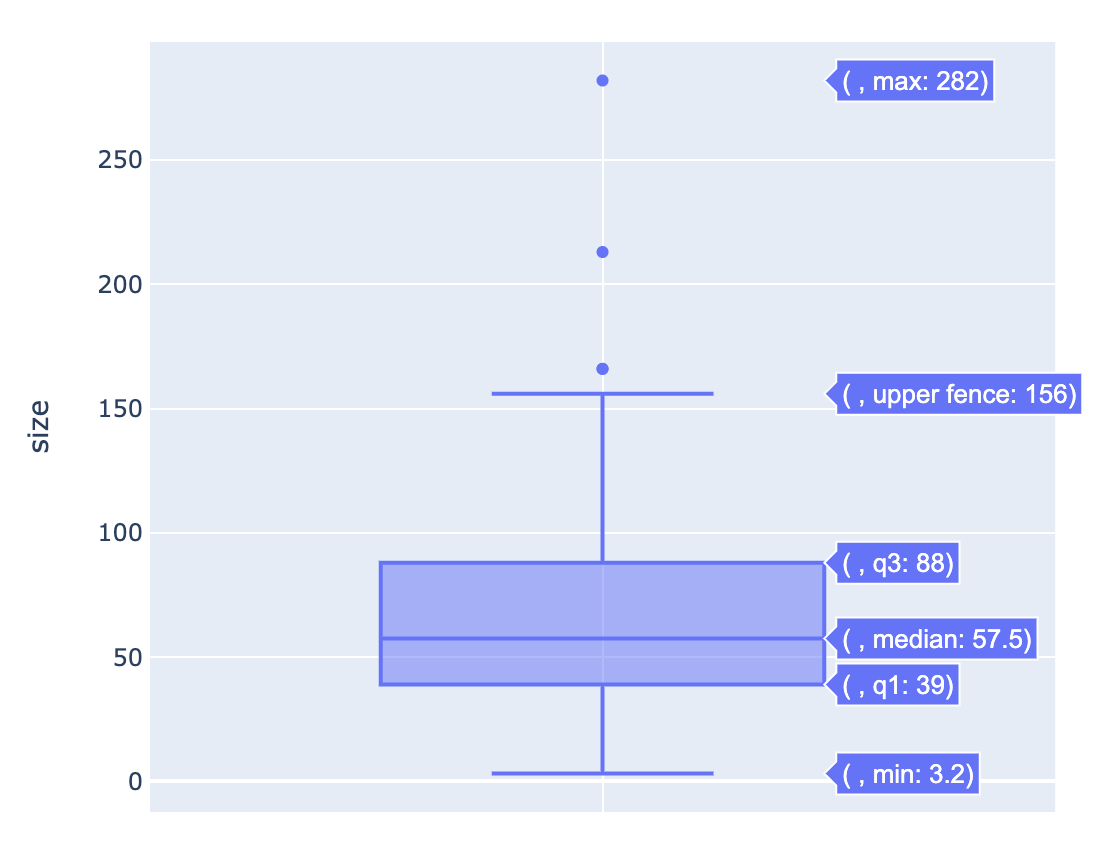 ( , max: 282)
250
200
( , upper fence: 156)
150
size
100
( , q3: 88)
( , median: 57.5)
50
( , q1: 39)
( , min: 3.2)
0